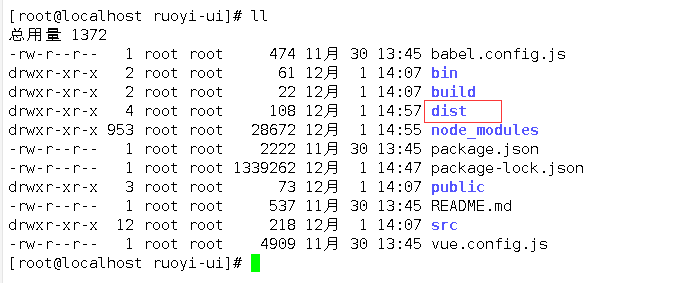 [root@localhost ruoyi-ui]# ll
总用量 1372
-rw-r--r--   1 root root     474 11月 30 13:45 babel.config.js
drwxr-xr-x   2 root root      61 12月  1 14:07 bin
drwxr-xr-x   2 root root      22 12月  1 14:07 build
drwxr-xr-x   4 root root     108 12月  1 14:57 dist
drwxr-xr-x 953 root root   28672 12月  1 14:55 node_modules
-rw-r--r--   1 root root    2222 11月 30 13:45 package.json
-rw-r--r--   1 root root 1339262 12月  1 14:47 package-lock.json
drwxr-xr-x   3 root root      73 12月  1 14:07 public
-rw-r--r--   1 root root     537 11月 30 13:45 README.md
drwxr-xr-x  12 root root     218 12月  1 14:07 src
-rw-r--r--   1 root root    4909 11月 30 13:45 vue.config.js
[root@localhost ruoyi-ui]#